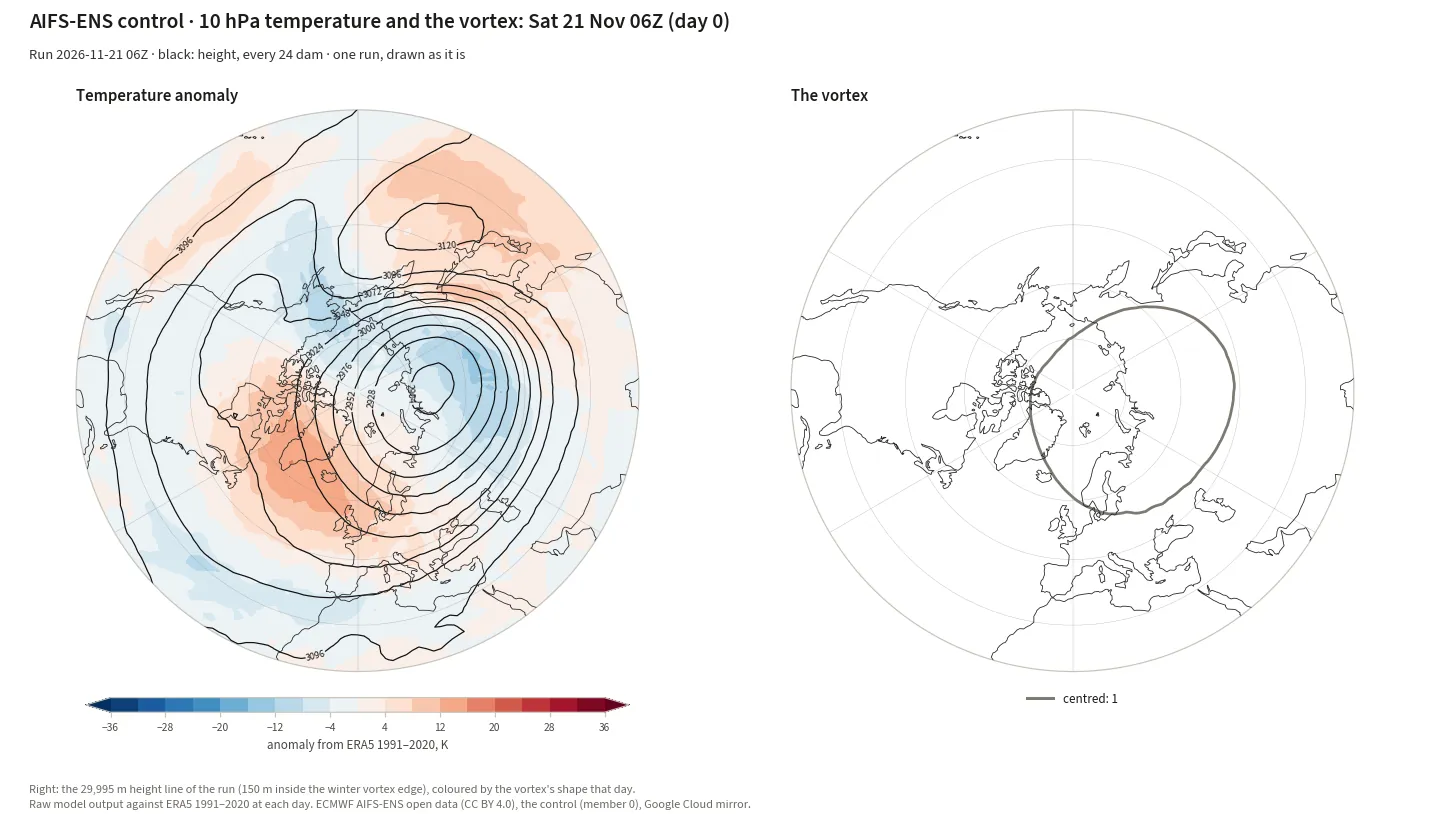 AIFS-ENS control · 10 hPa temperature and the vortex: Sat 21 Nov 06Z (day 0)
Run 2026-11-21 06Z · black: height, every 24 dam · one run, drawn as it is
Temperature anomaly
The vortex
3096
3120
3096
3072
3048
3000
3024
2976
2952
2928
3096
−36 −28 −20 −12 −4 4 12 20 28 36
anomaly from ERA5 1991–2020, K
centred: 1
Right: the 29,995 m height line of the run (150 m inside the winter vortex edge), coloured by the vortex's shape that day.
Raw model output against ERA5 1991–2020 at each day. ECMWF AIFS-ENS open data (CC BY 4.0), the control (member 0), Google Cloud mirror.